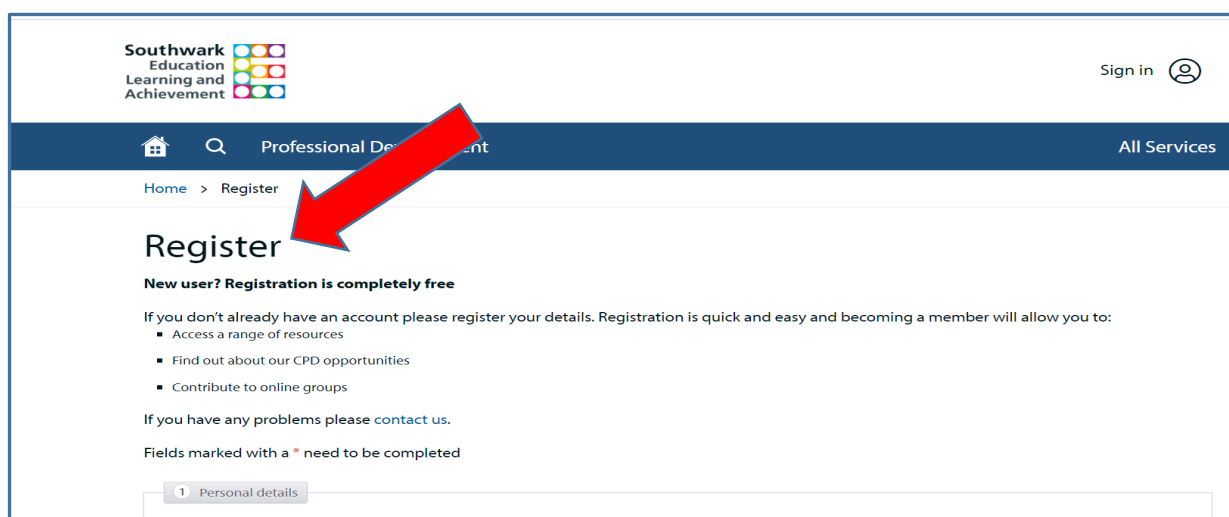 Southwark
Education
Learning and
Achievement
Sign in
Professional De ent
All Services
Home > Register
Register
New user? Registration is completely free
If you don't already have an account please register your details. Registration is quick and easy and becoming a member will allow you to:
▪ Access a range of resources
▪ Find out about our CPD opportunities
▪ Contribute to online groups
If you have any problems please contact us.
Fields marked with a * need to be completed
1 Personal details